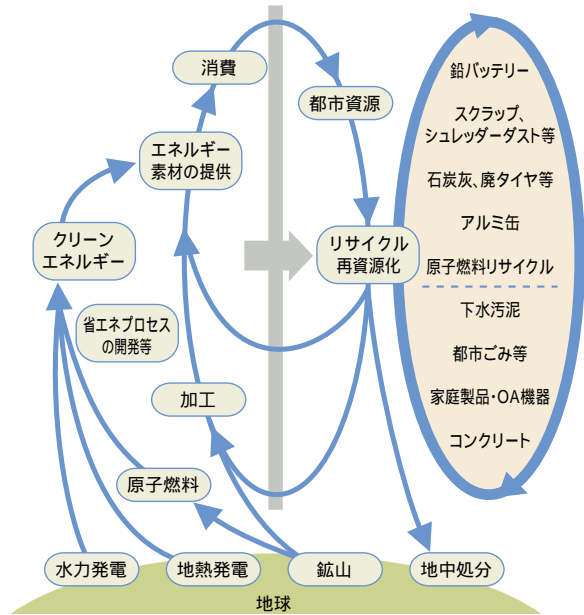 消費
都市資源
エネルギー
素材の提供
クリーン
エネルギー
リサイクル
再資源化
省エネプロセス
の開発等
加工
原子燃料
水力発電
地熱発電
鉱山
地中処分
地球
鉛バッテリー
スクラップ、
シュレッダーダスト等
石炭灰、廃タイヤ等
アルミ缶
原子燃料リサイクル
下水汚泥
都市ごみ等
家庭製品・OA機器
コンクリート